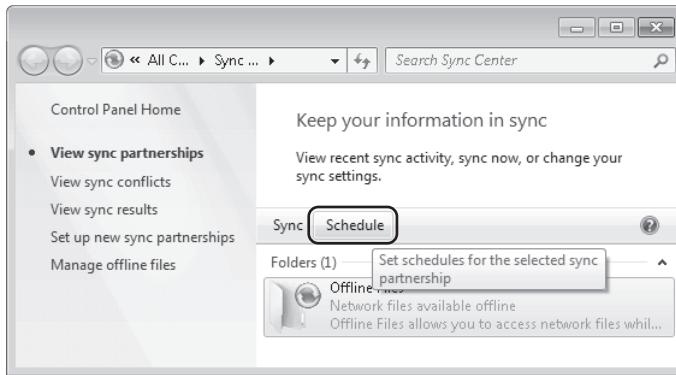 « All C... ▸ Sync ... ▸
Search Sync Center
Control Panel Home
• View sync partnerships
View sync conflicts
View sync results
Set up new sync partnerships
Manage offline files
Keep your information in sync
View recent sync activity, sync now, or change your
sync settings.
Sync Schedule
Folders (1)
Set schedules for the selected sync
partnership
Offline Files
Network files available offline
Offline Files allows you to access network files whil...